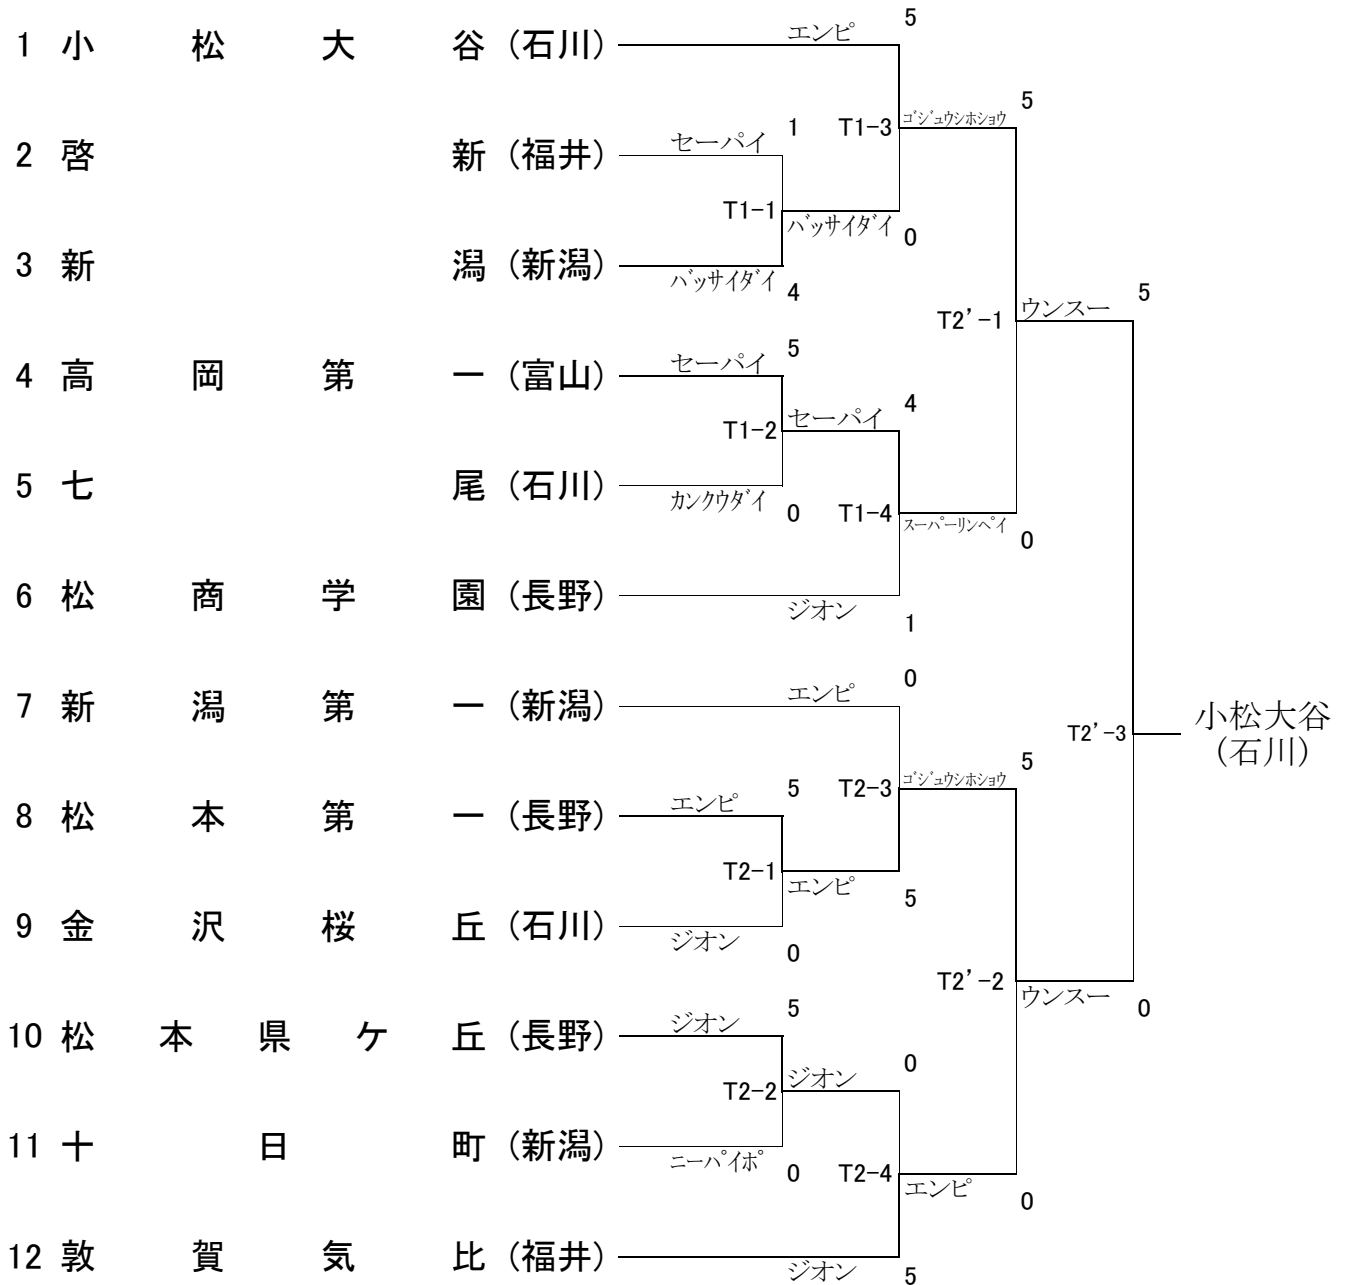 エンピ 5
1 小松大谷 (石川)
T1-3 ゴジュウシホショウ 5
セーパイ 1
2 啓新 (福井)
T1-1 バッサイダイ 0
3 新潟 (新潟)
バッサイダイ 4
T2'-1 ウンスー 5
セーパイ 5
4 高岡第一 (富山)
T1-2 セーパイ 4
5 七尾 (石川)
カンクウダイ 0
T1-4 スーパーリンペイ 0
6 松商学園 (長野)
ジオン 1
エンピ 0
7 新潟第一 (新潟)
T2'-3 小松大谷
(石川)
T2-3 ゴジュウシホショウ 5
エンピ 5
8 松本第一 (長野)
T2-1 エンピ 5
9 金沢桜丘 (石川)
ジオン 0
T2'-2 ウンスー 0
ジオン 5
10 松本県ケ丘 (長野)
T2-2 ジオン 0
11 十日町 (新潟)
ニーパイポ 0
T2-4 エンピ 0
12 敦賀気比 (福井)
ジオン 5